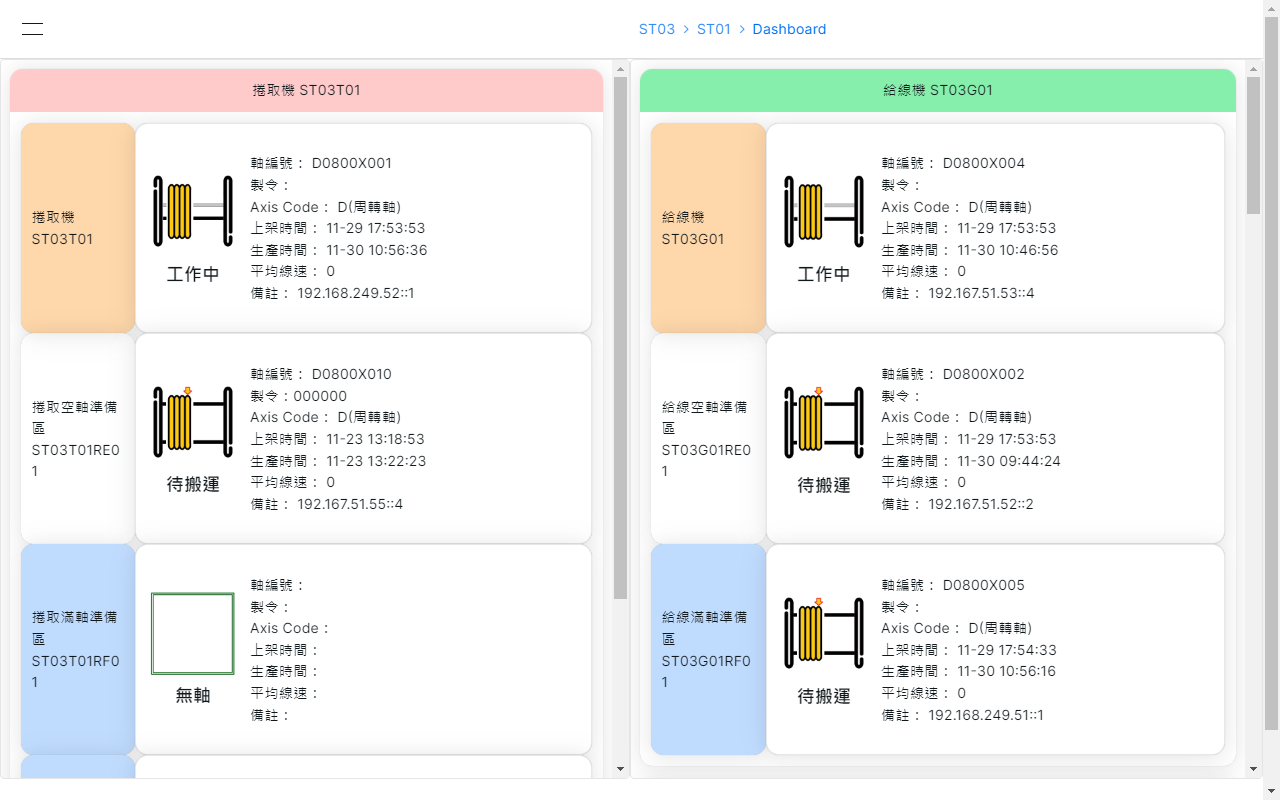 ST03 > ST01 > Dashboard
捲取機 ST03T01
捲取機
ST03T01
工作中
軸編號： D0800X001
製令：
Axis Code： D(周轉軸)
上架時間： 11-29 17:53:53
生產時間： 11-30 10:56:36
平均線速： 0
備註： 192.168.249.52::1
捲取空軸準備
區
ST03T01RE0
1
待搬運
軸編號： D0800X010
製令：000000
Axis Code： D(周轉軸)
上架時間： 11-23 13:18:53
生產時間： 11-23 13:22:23
平均線速： 0
備註： 192.167.51.55::4
捲取滿軸準備
區
ST03T01RF0
1
無軸
軸編號：
製令：
Axis Code：
上架時間：
生產時間：
平均線速：
備註：
給線機 ST03G01
給線機
ST03G01
工作中
軸編號： D0800X004
製令：
Axis Code： D(周轉軸)
上架時間： 11-29 17:53:53
生產時間： 11-30 10:46:56
平均線速： 0
備註： 192.167.51.53::4
給線空軸準備
區
ST03G01RE0
1
待搬運
軸編號： D0800X002
製令：
Axis Code： D(周轉軸)
上架時間： 11-29 17:53:53
生產時間： 11-30 09:44:24
平均線速： 0
備註： 192.167.51.52::2
給線滿軸準備
區
ST03G01RF0
1
待搬運
軸編號： D0800X005
製令：
Axis Code： D(周轉軸)
上架時間： 11-29 17:54:33
生產時間： 11-30 10:56:16
平均線速： 0
備註： 192.168.249.51::1